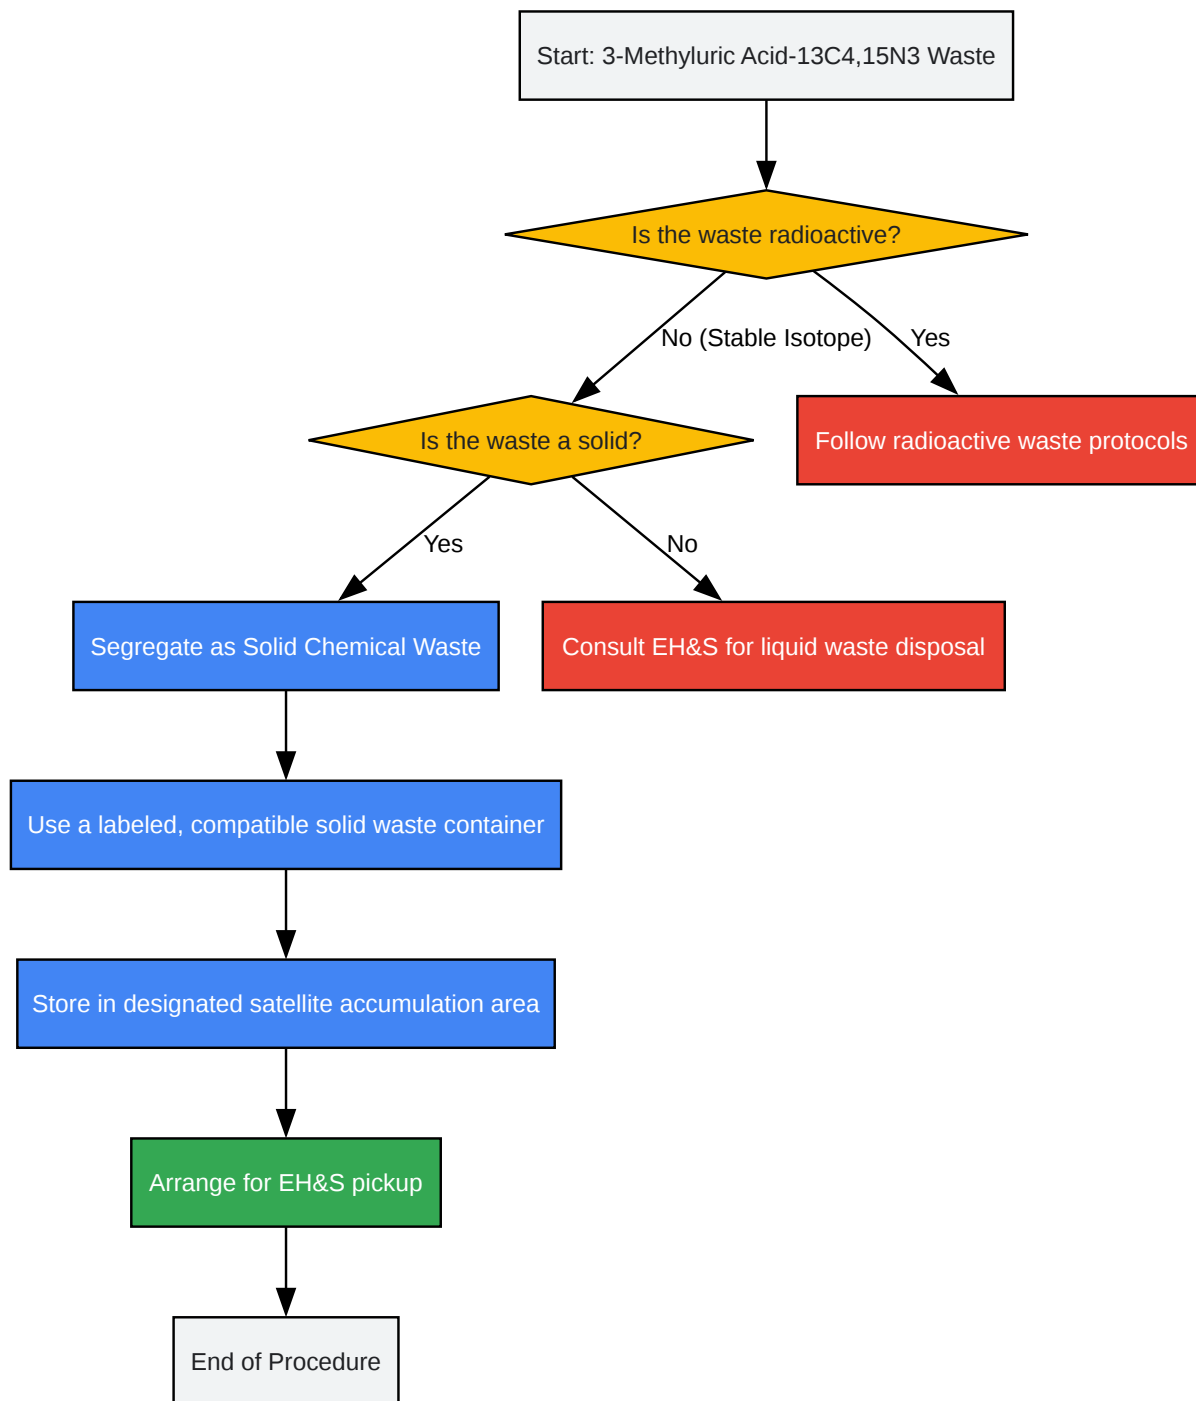 Start: 3-Methyluric Acid-13C4,15N3 Waste
Is the waste radioactive?
No (Stable Isotope)
Yes
Is the waste a solid?
Follow radioactive waste protocols
Yes
No
Segregate as Solid Chemical Waste
Consult EH&S for liquid waste disposal
Use a labeled, compatible solid waste container
Store in designated satellite accumulation area
Arrange for EH&S pickup
End of Procedure